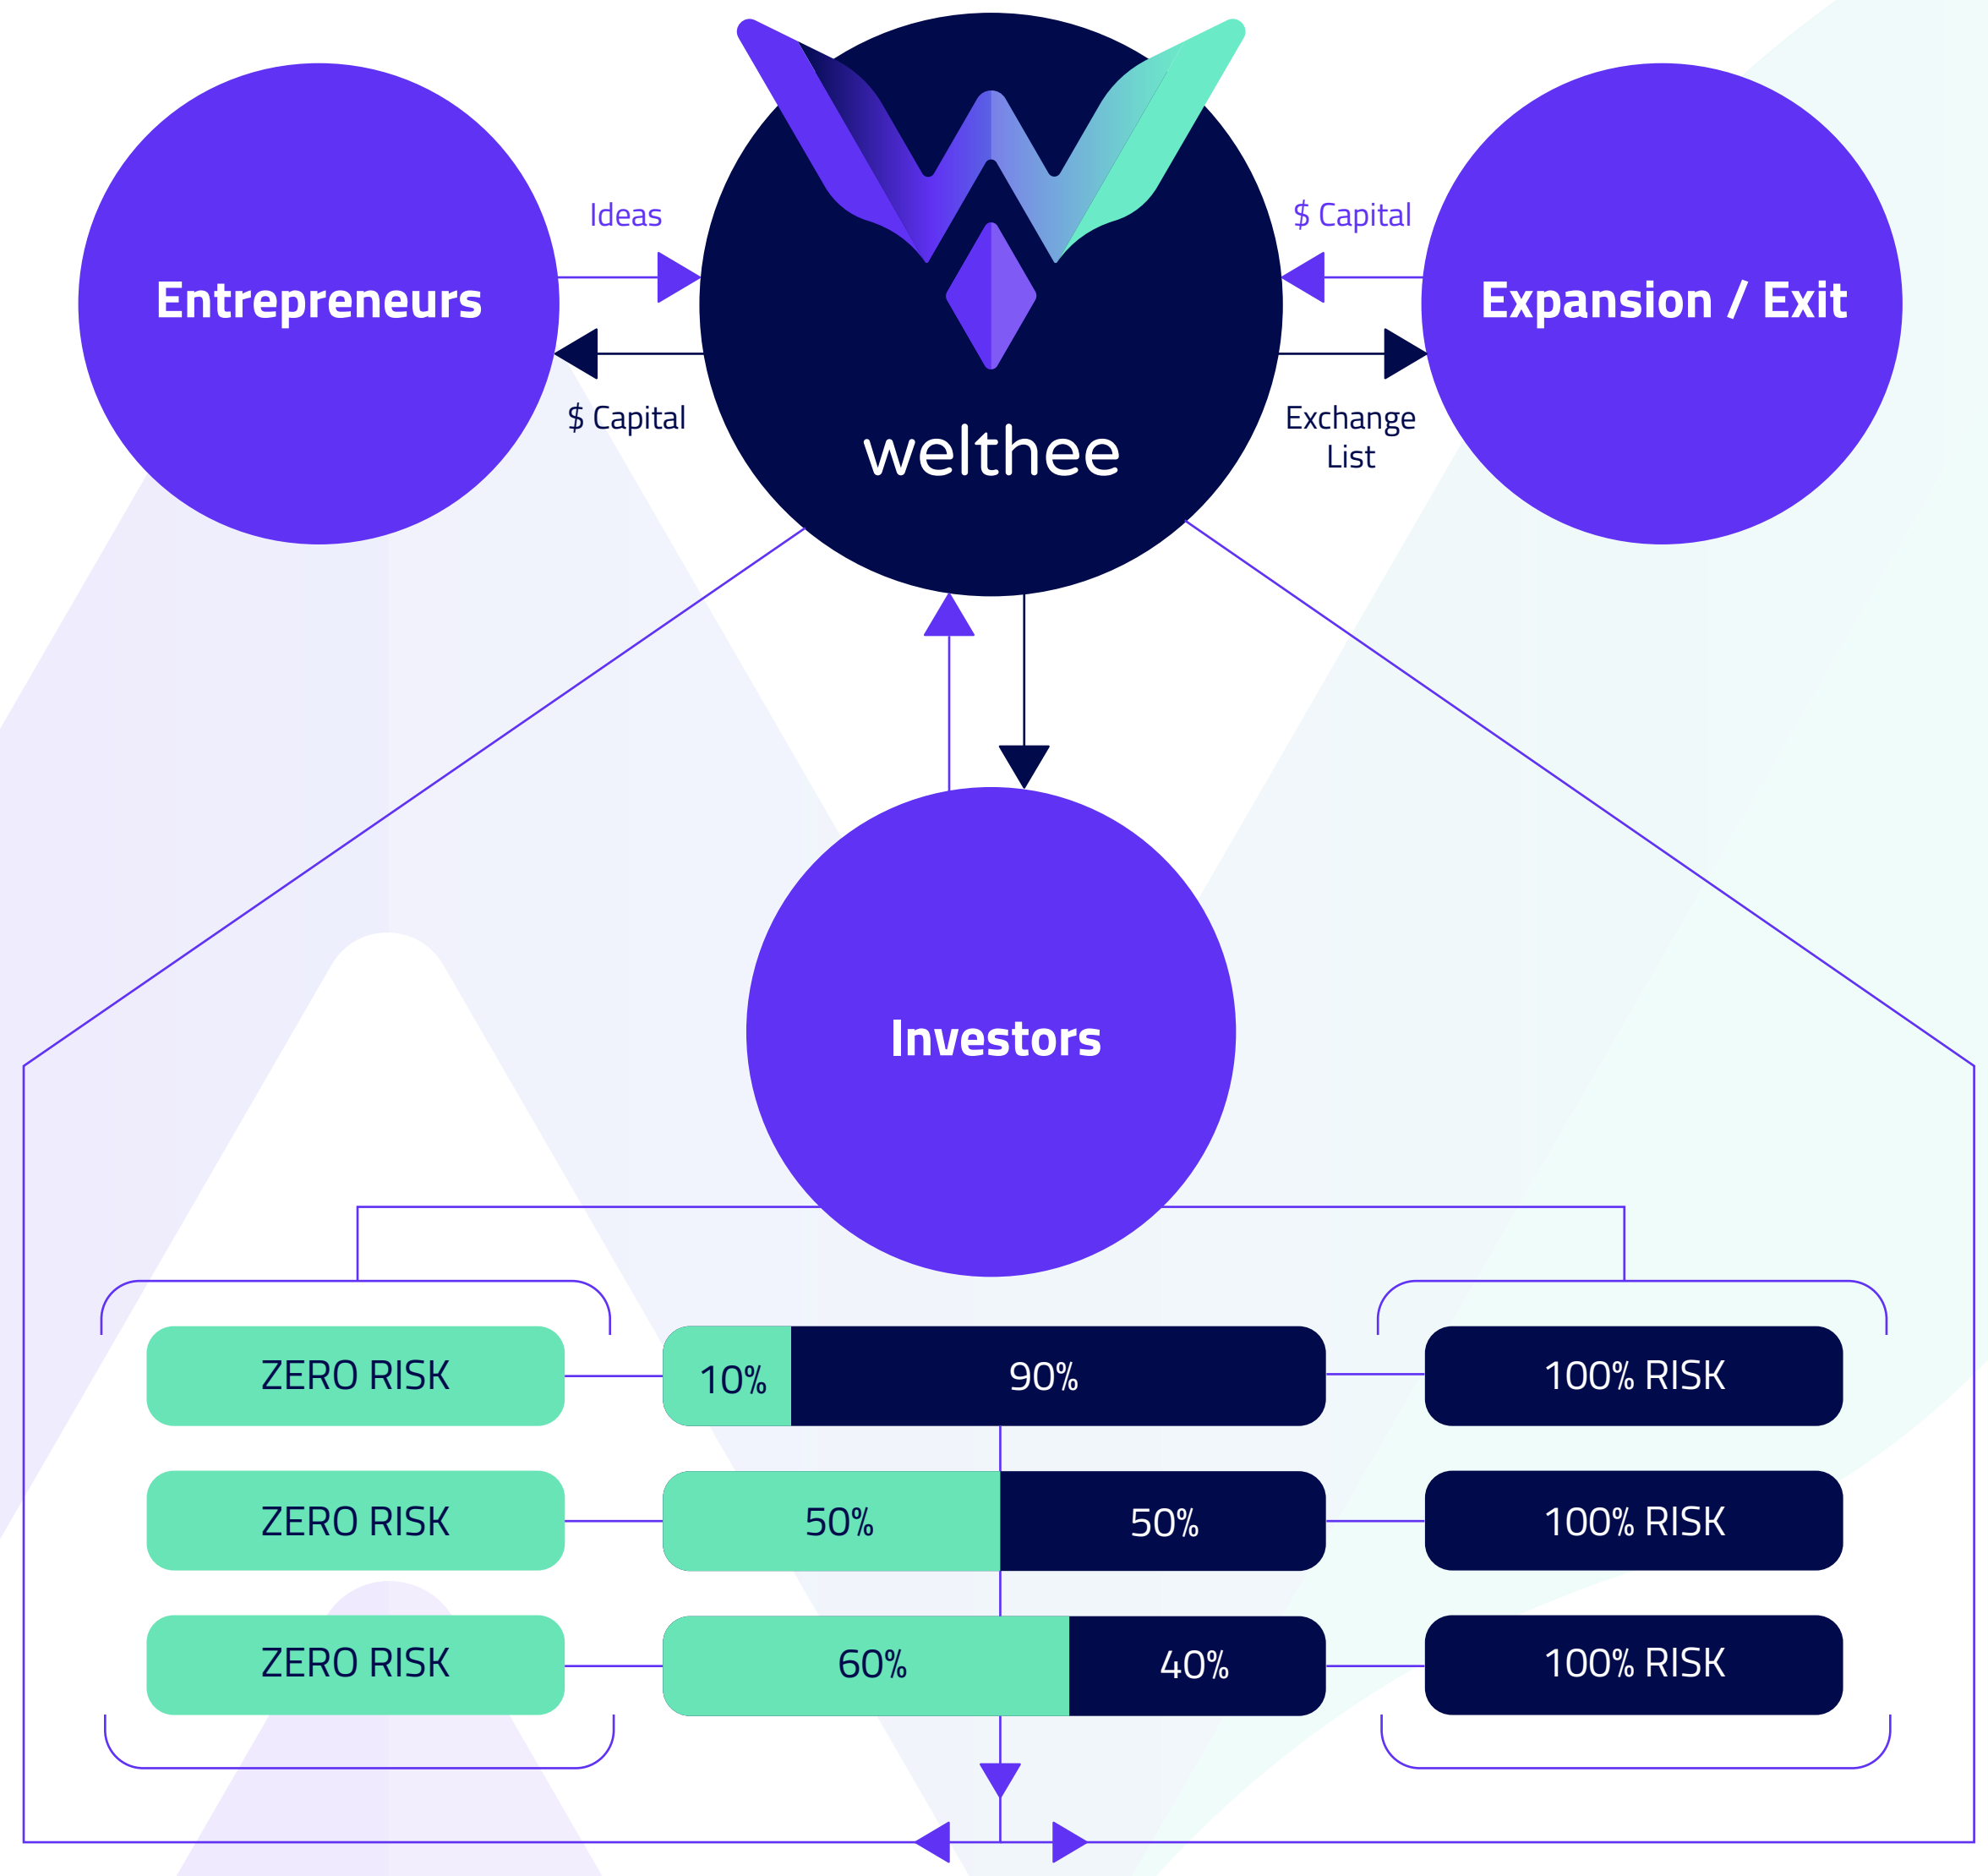 Ideas
$ Capital
Entrepreneurs
Expansion / Exit
$ Capital
Exchange
List
welthee
Investors
ZERO RISK
10%
90%
100% RISK
ZERO RISK
50%
50%
100% RISK
ZERO RISK
60%
40%
100% RISK